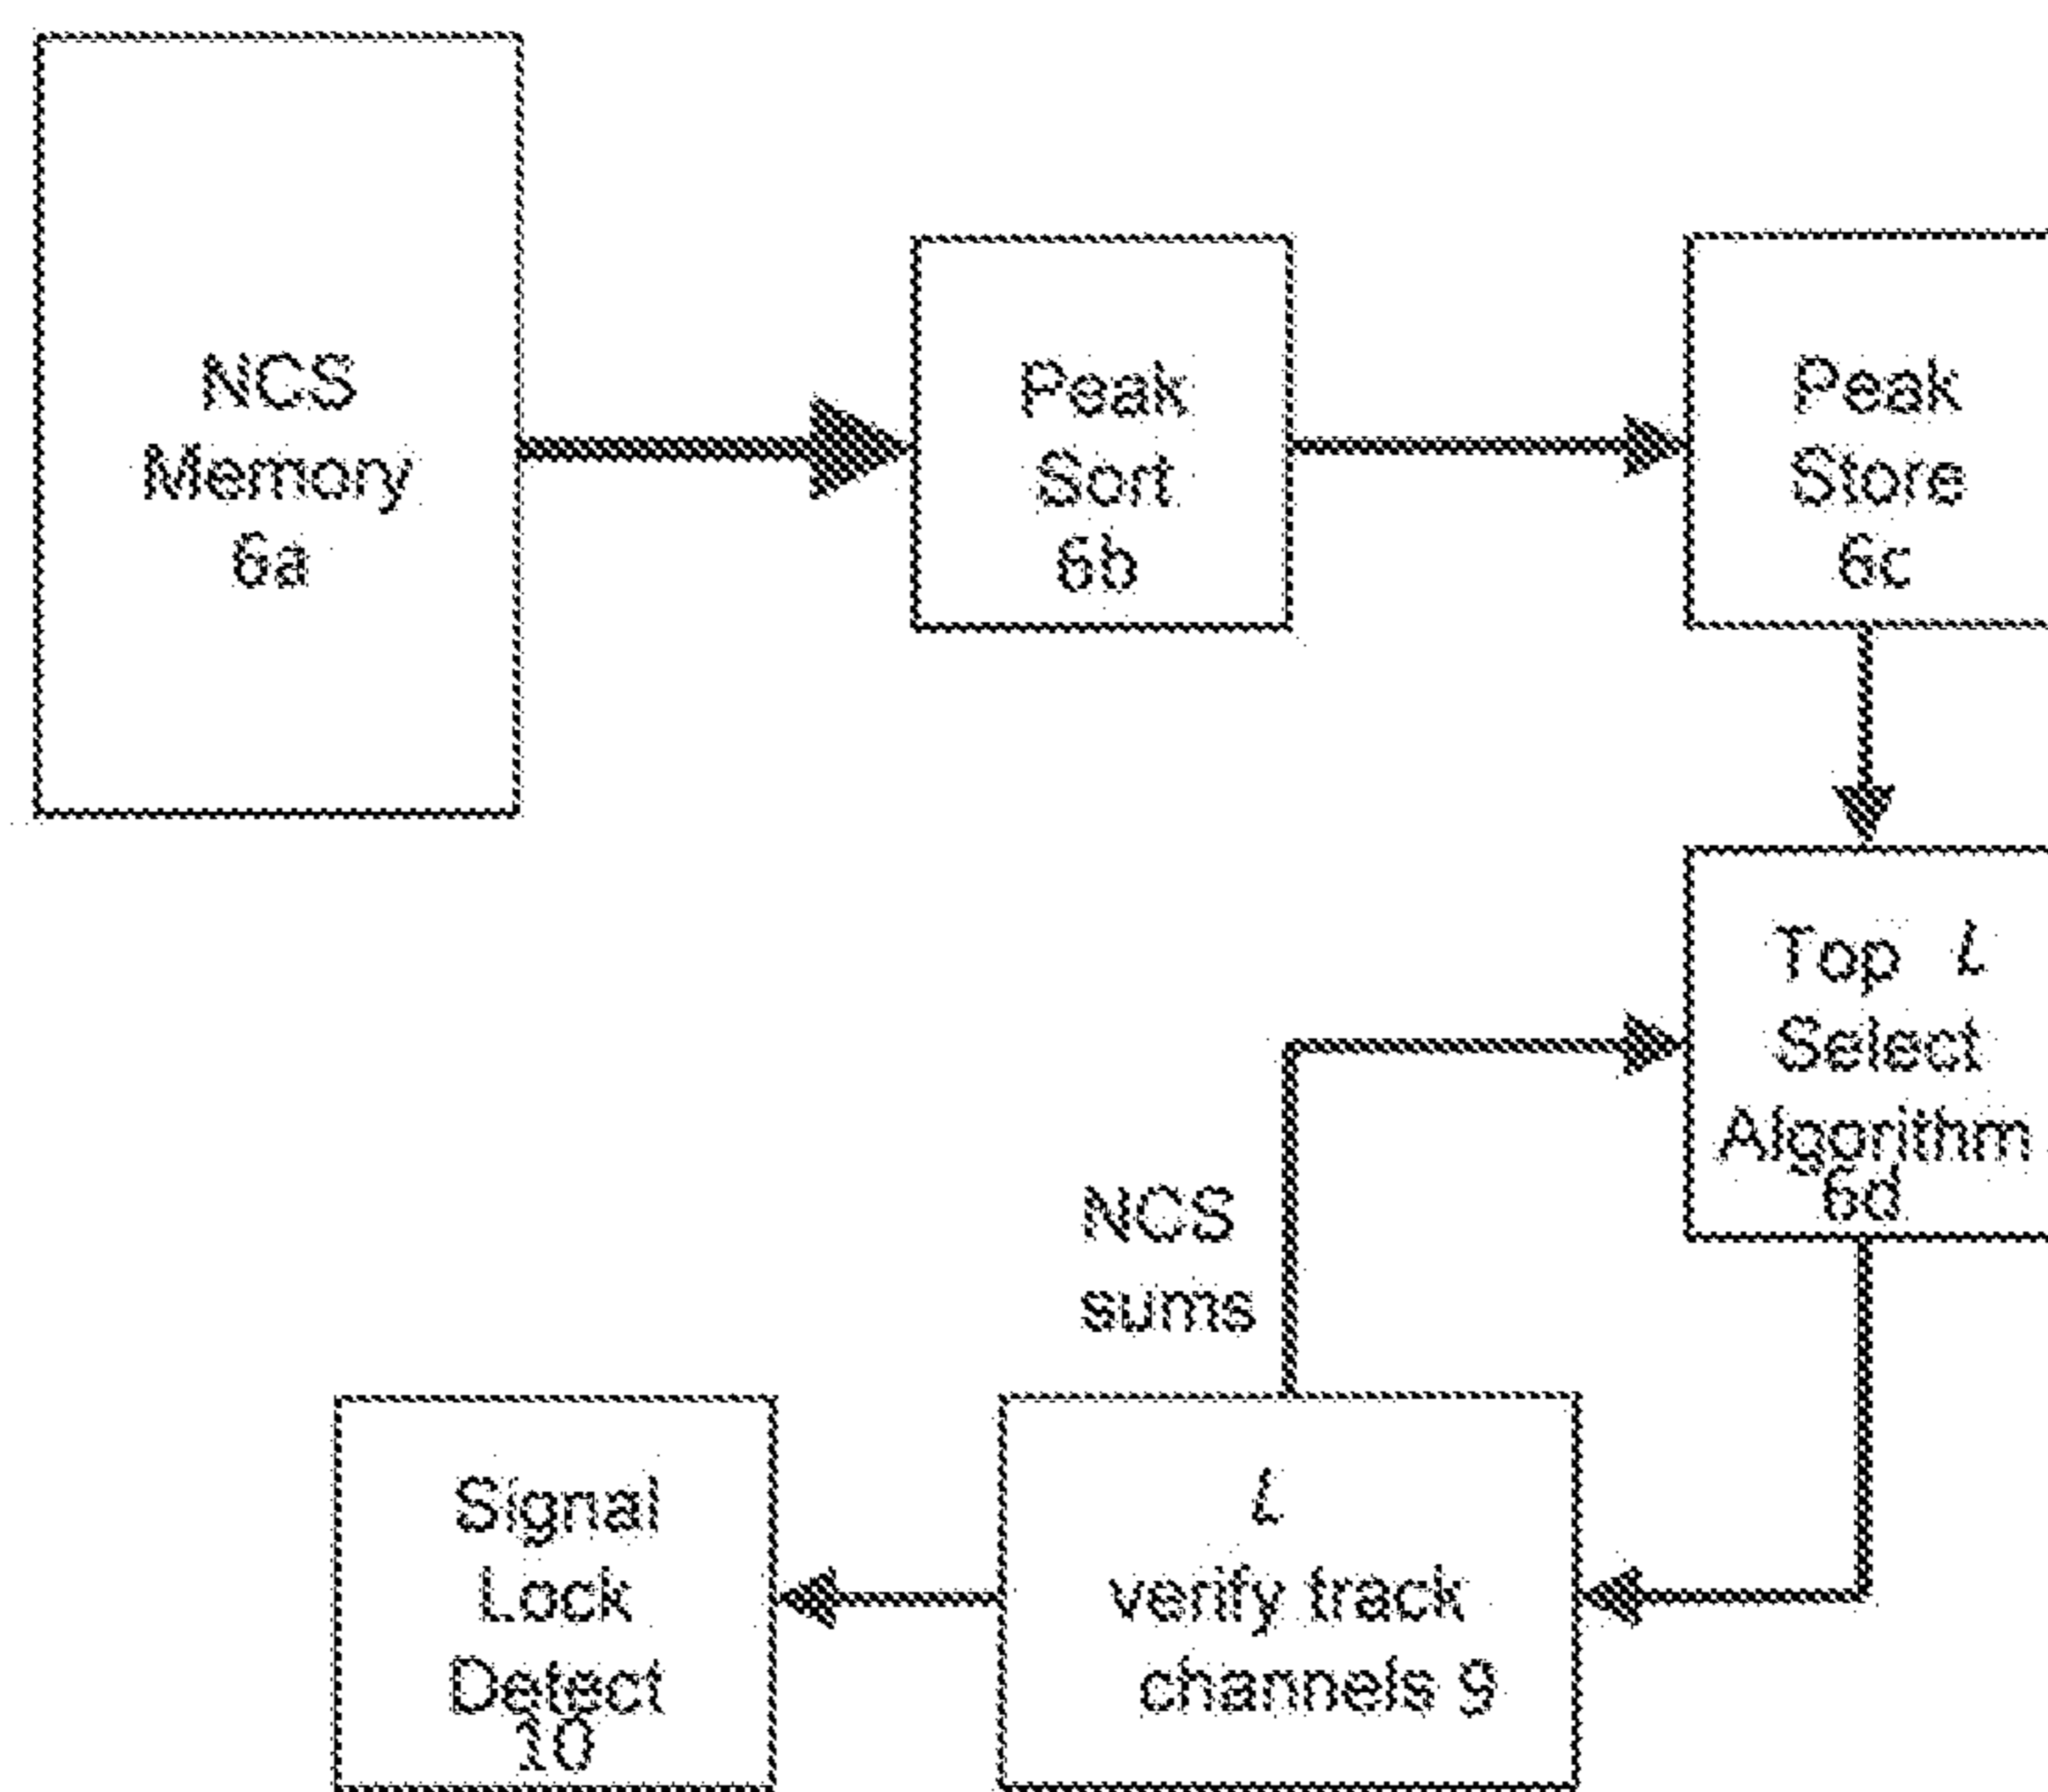 NCS
Memory
6a
Peak
Sort
6b
Peak
Store
6c
Top L
Select
Algorithm
6d
NCS
sums
L
verify track
channels 9
Signal
Lock
Detect
10